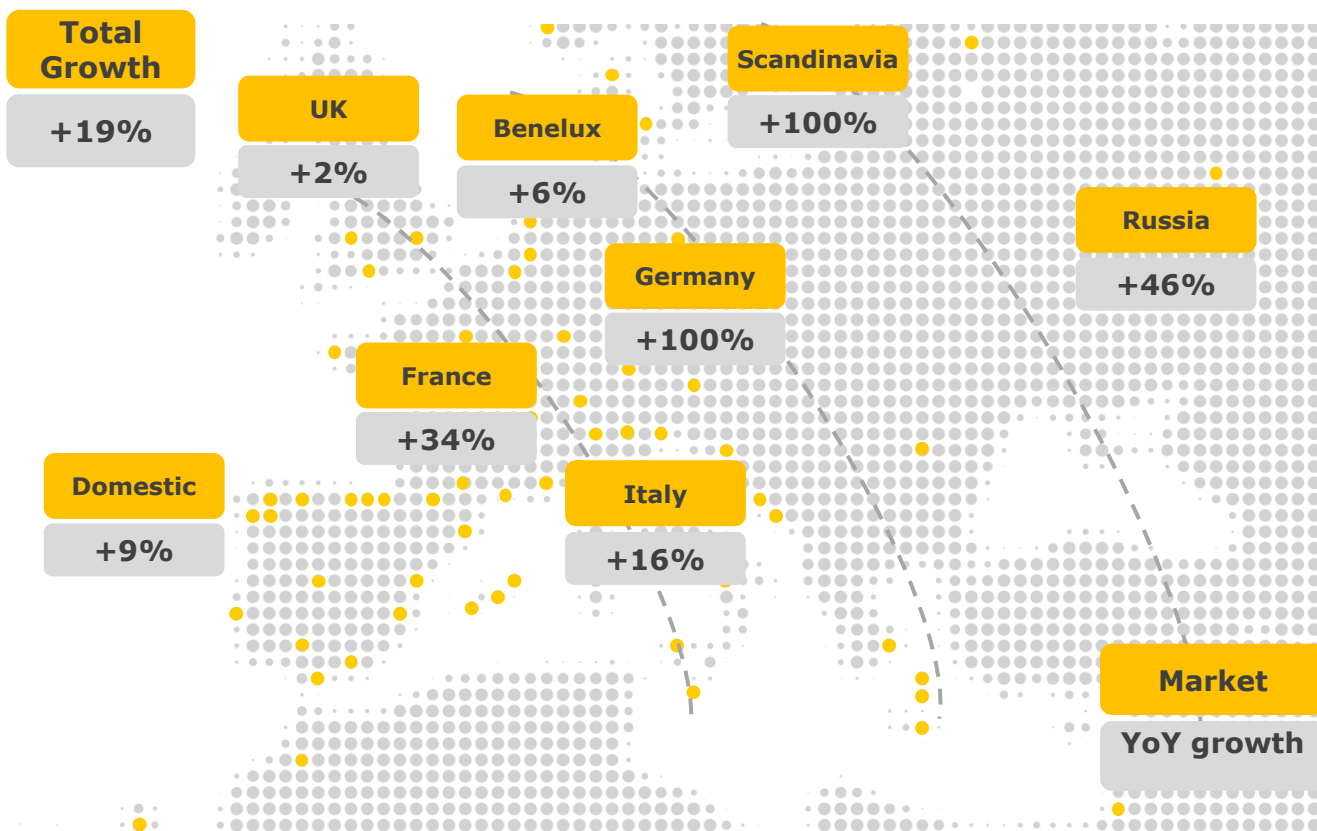 Total
Growth
+19%
UK
+2%
Benelux
+6%
Scandinavia
+100%
Russia
+46%
Germany
+100%
France
+34%
Domestic
+9%
Italy
+16%
Market
YoY growth